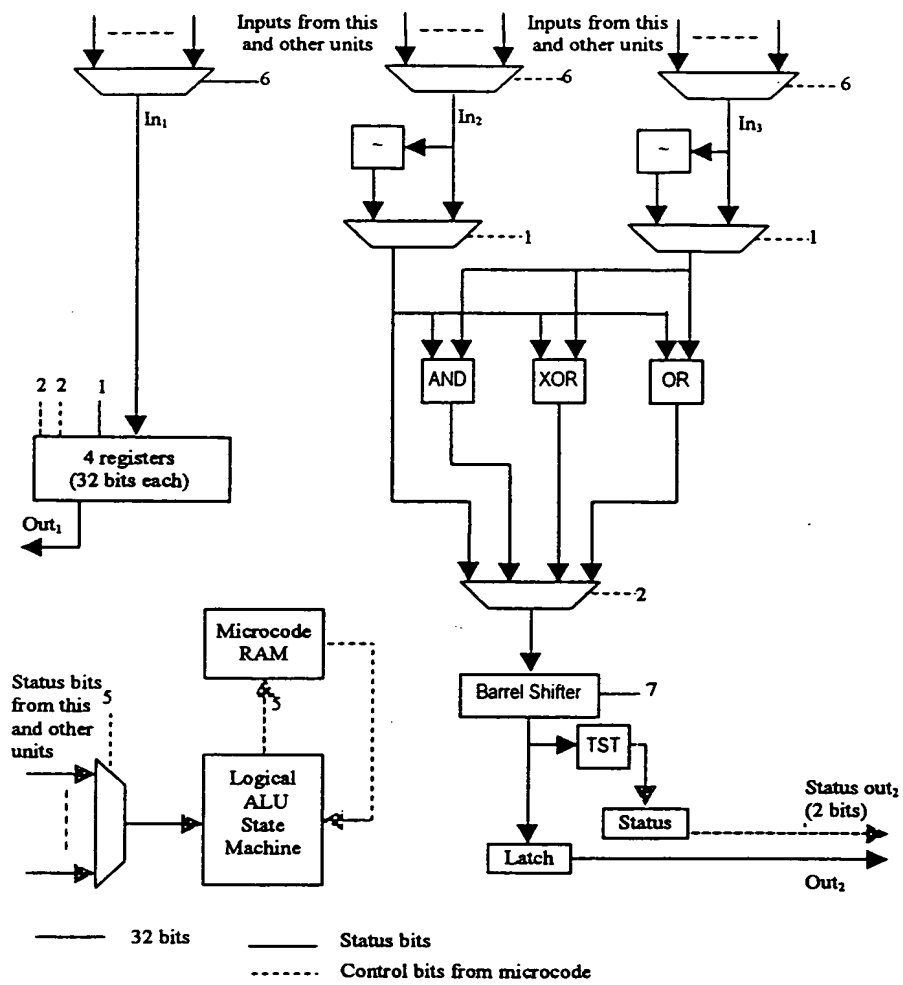 Inputs from this
and other units
Inputs from this
and other units
6
6
6
In₁
In₂
In₃
~
~
1
1
2 2 1
AND
XOR
OR
4 registers
(32 bits each)
Out₁
2
Microcode
RAM
Barrel Shifter
7
Status bits
from this
and other
units
5
5
TST
Logical
ALU
State
Machine
Status out₂
(2 bits)
Status
Latch
Out₂
32 bits
Status bits
Control bits from microcode